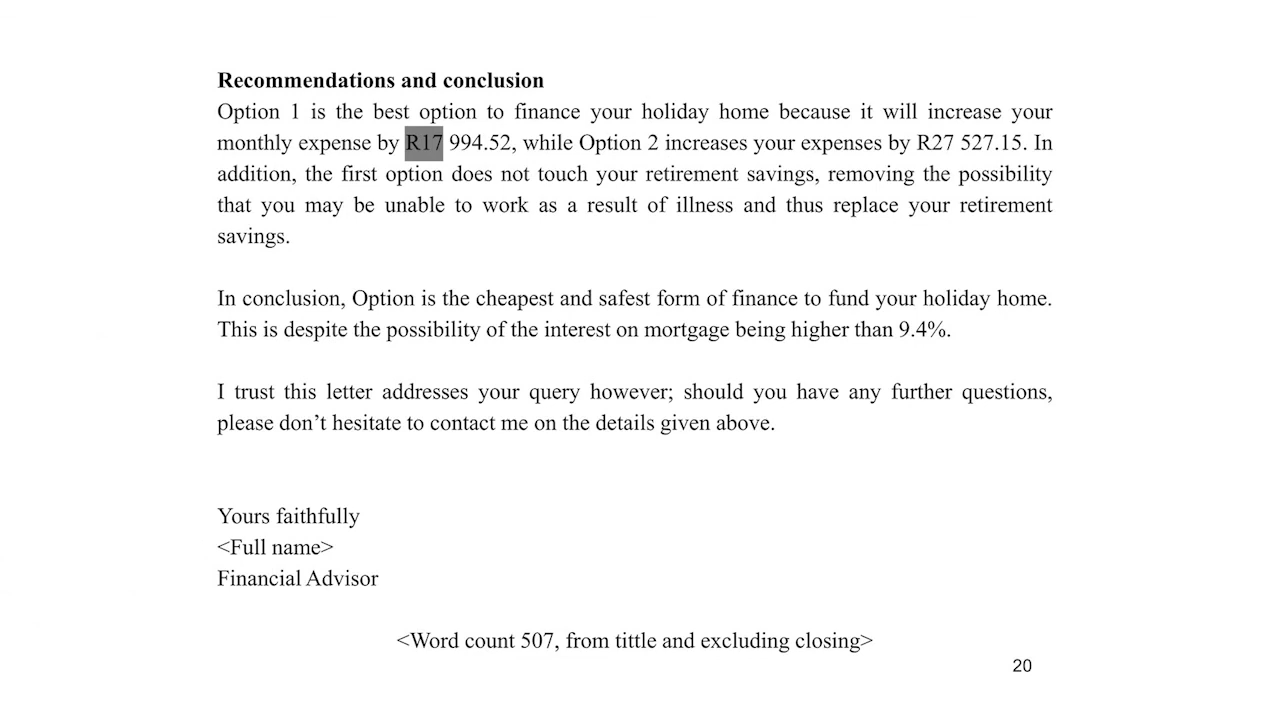 Recommendations and conclusion
Option 1 is the best option to finance your holiday home because it will increase your
monthly expense by R17 994.52, while Option 2 increases your expenses by R27 527.15. In
addition, the first option does not touch your retirement savings, removing the possibility
that you may be unable to work as a result of illness and thus replace your retirement
savings.
In conclusion, Option is the cheapest and safest form of finance to fund your holiday home.
This is despite the possibility of the interest on mortgage being higher than 9.4%.
I trust this letter addresses your query however; should you have any further questions,
please don’t hesitate to contact me on the details given above.
Yours faithfully
<Full name>
Financial Advisor
<Word count 507, from tittle and excluding closing>
20